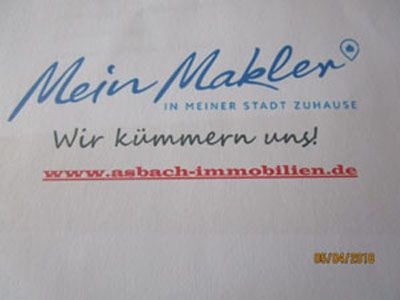 Mein Makler
IN MEINER STADT ZUHAUSE
Wir kümmern uns!
www.asbach-immobilien.de
05/04/2018